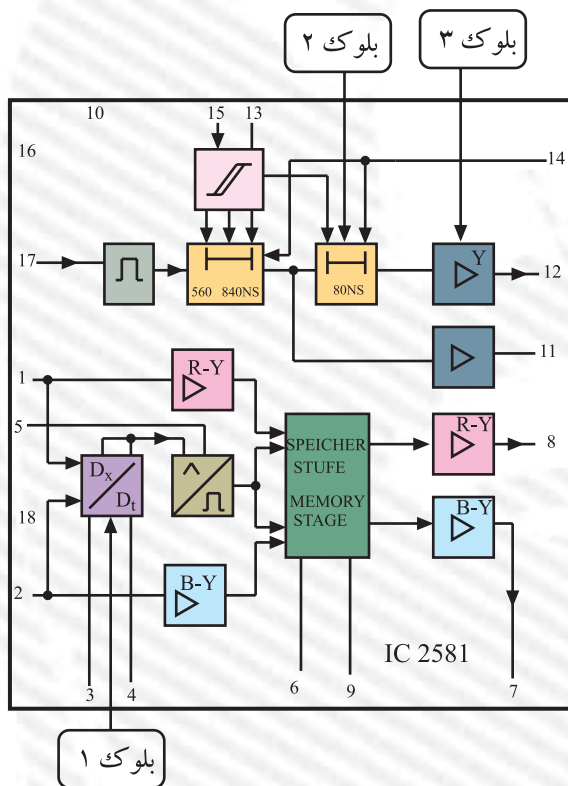 بلوک ۲
بلوک ۳
10
15
13
16
14
17
560 840NS
80NS
Y
12
11
1
R-Y
5
SPEICHER
STUFE
MEMORY
STAGE
R-Y
8
Dx
Dt
18
2
B-Y
B-Y
IC 2581
3
4
6
9
7
بلوک ۱